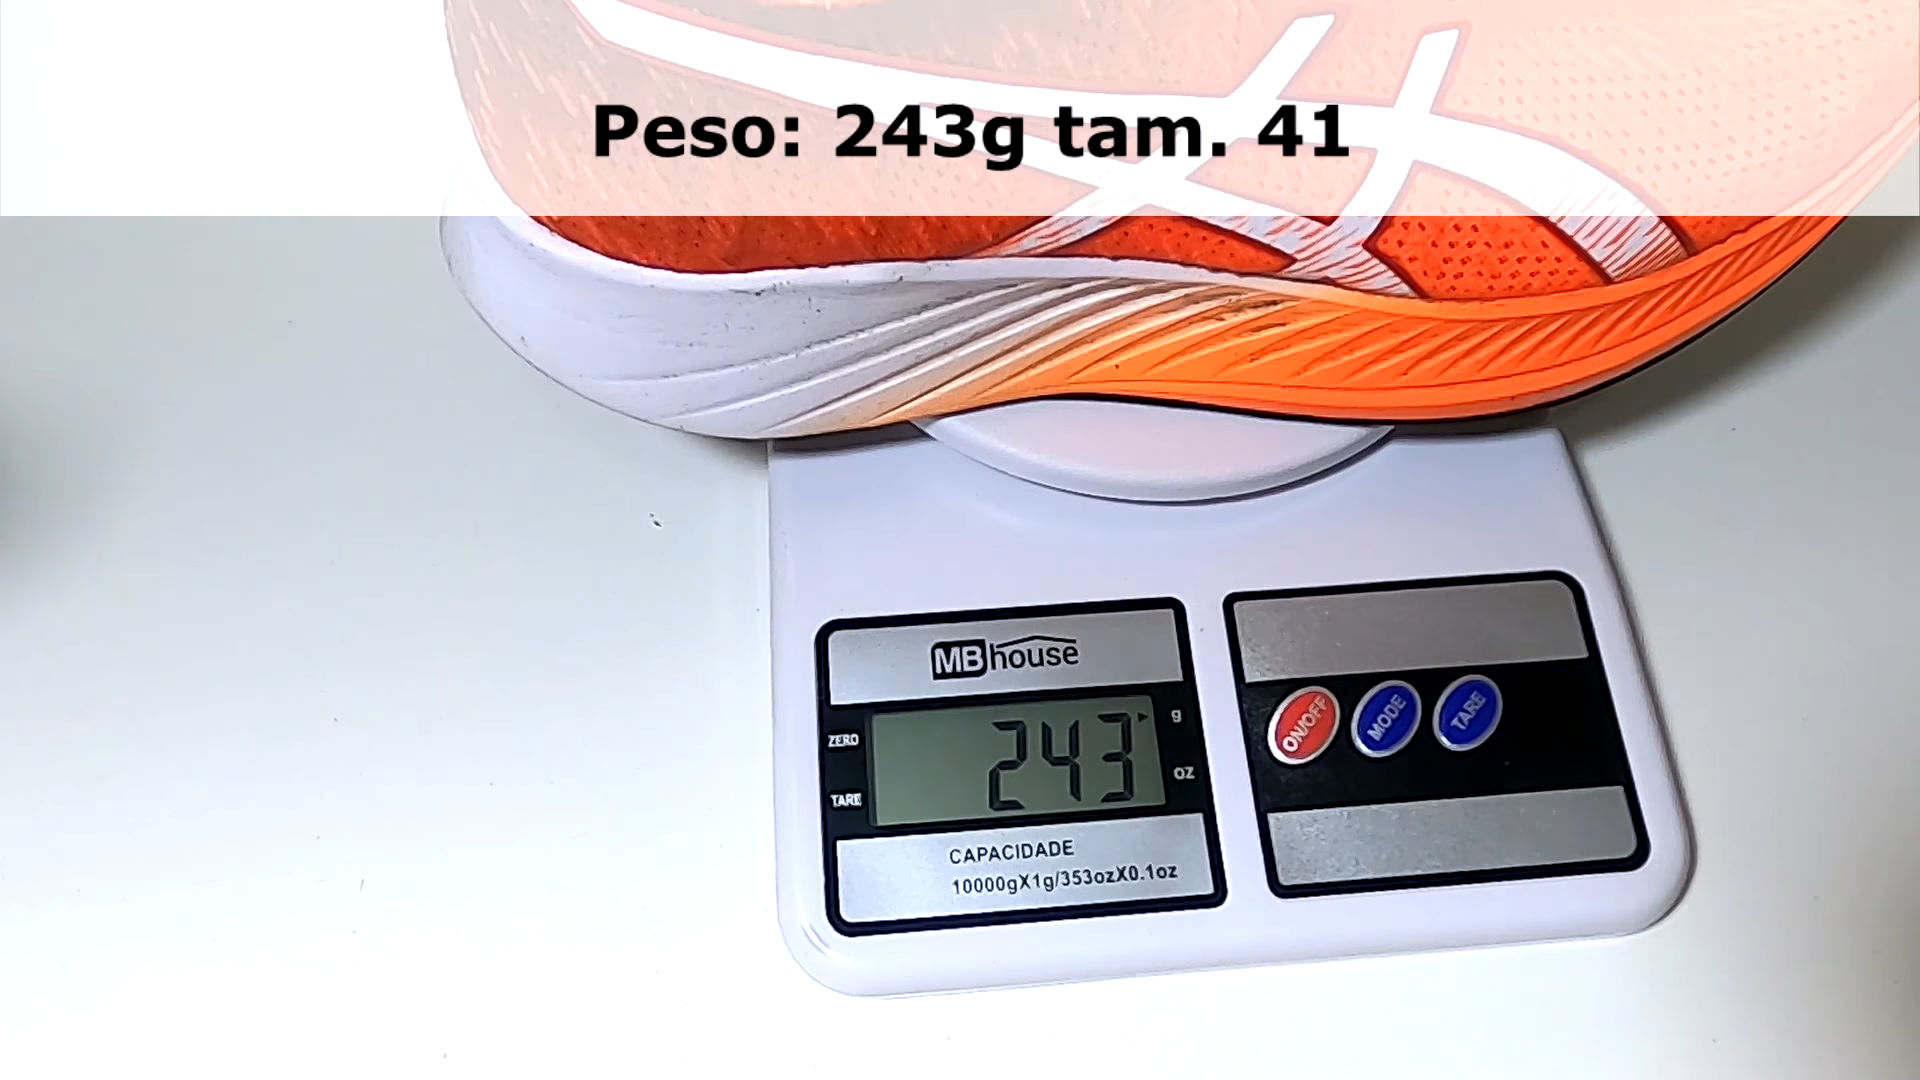 Peso: 243g tam. 41
MBhouse
243
g
oz
ZERO
TARE
CAPACIDADE
10000gX1g/353ozX0.1oz
ON/OFF
MODE
TARE